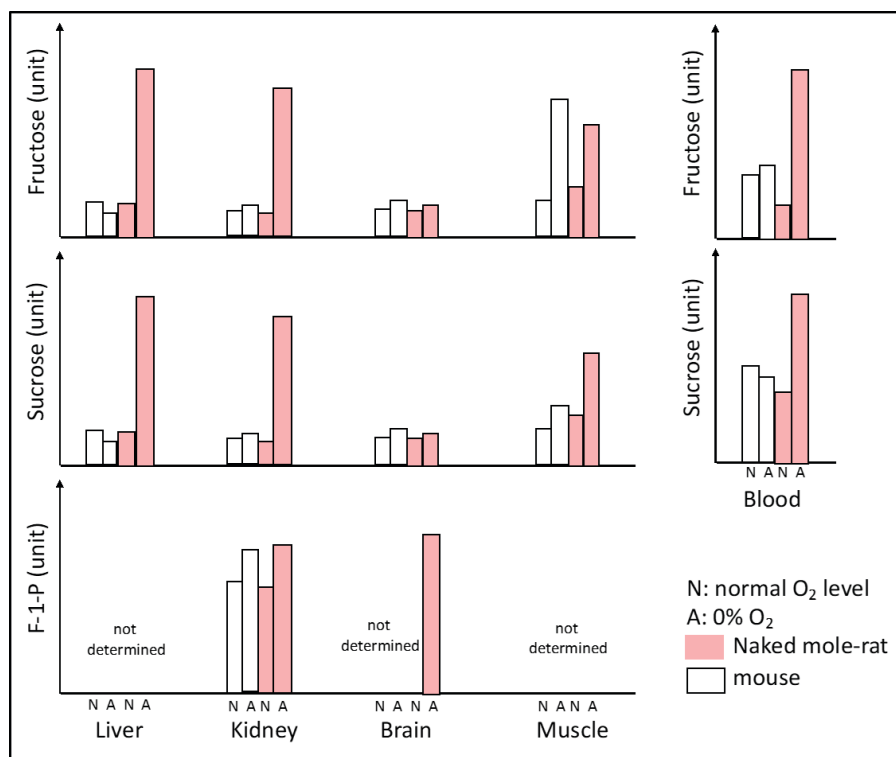 Fructose (unit)
Fructose (unit)
Sucrose (unit)
Sucrose (unit)
N A N A
Blood
F-1-P (unit)
not
determined
not
determined
not
determined
N: normal O₂ level
A: 0% O₂
Naked mole-rat
mouse
N A N A
N A N A
N A N A
N A N A
Liver
Kidney
Brain
Muscle